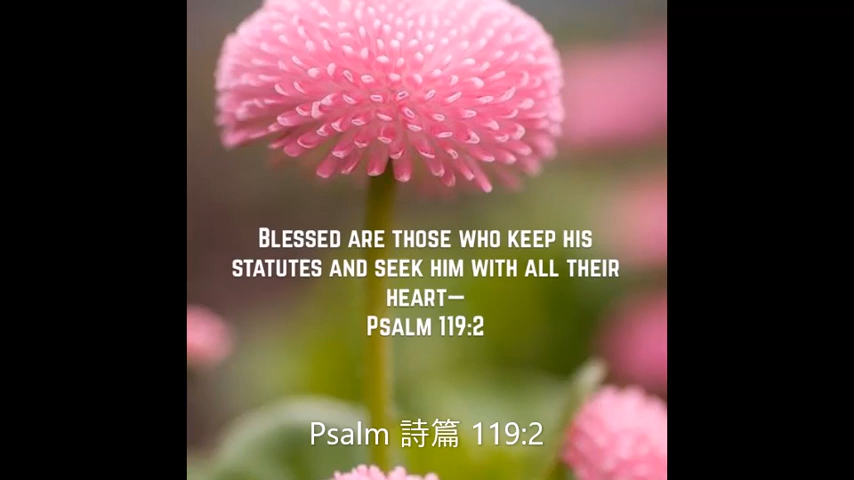 Blessed are those who keep his
statutes and seek him with all their
heart—
Psalm 119:2
Psalm 詩篇 119:2